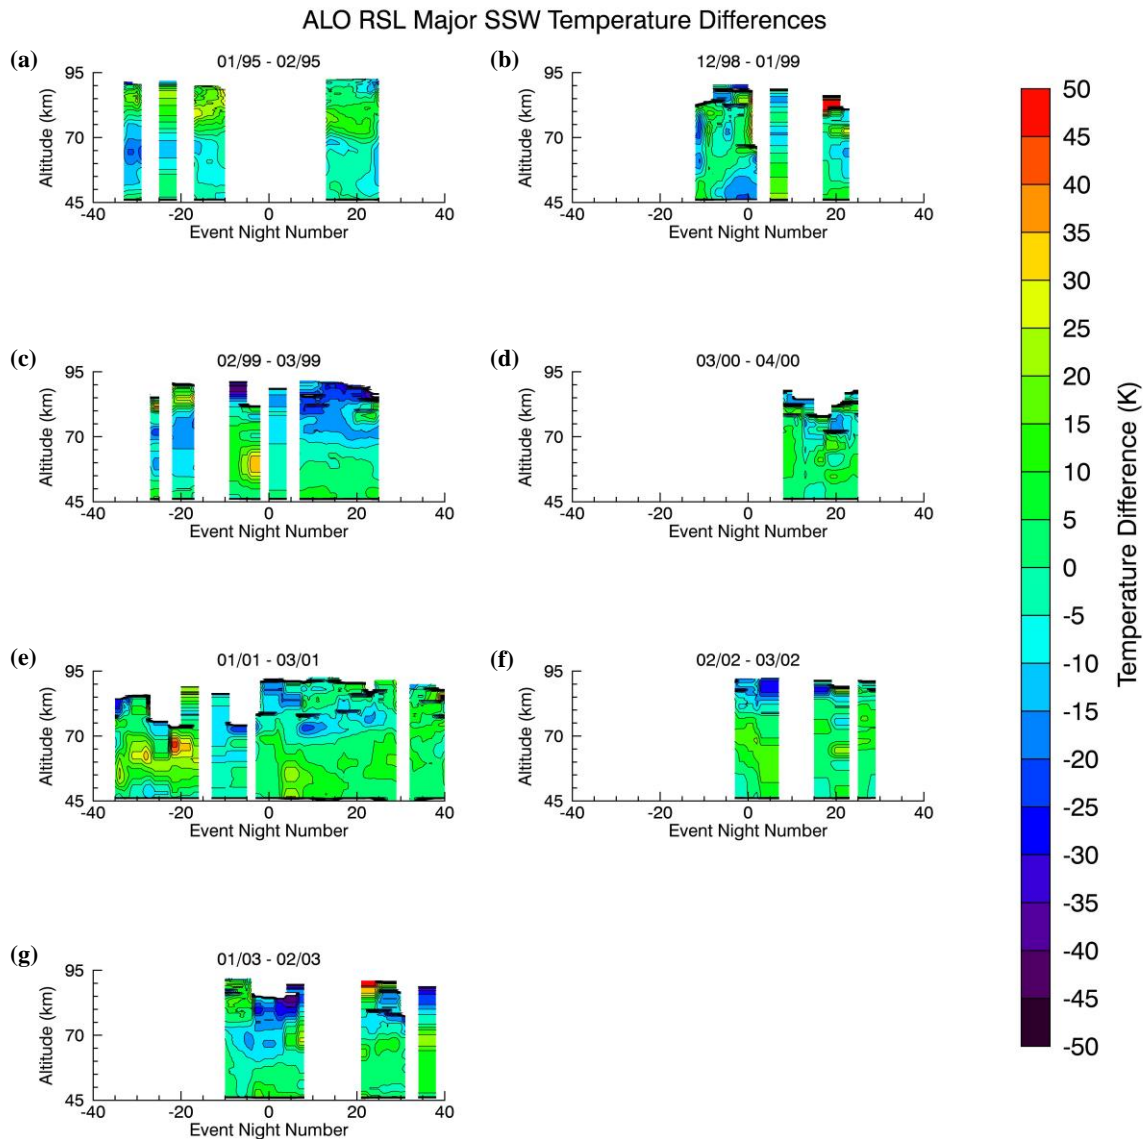 ALO RSL Major SSW Temperature Differences
(a)
01/95 - 02/95
95
70
45
Altitude (km)
-40 -20 0 20 40
Event Night Number
(b)
12/98 - 01/99
95
70
45
Altitude (km)
-40 -20 0 20 40
Event Night Number
(c)
02/99 - 03/99
95
70
45
Altitude (km)
-40 -20 0 20 40
Event Night Number
(d)
03/00 - 04/00
95
70
45
Altitude (km)
-40 -20 0 20 40
Event Night Number
(e)
01/01 - 03/01
95
70
45
Altitude (km)
-40 -20 0 20 40
Event Night Number
(f)
02/02 - 03/02
95
70
45
Altitude (km)
-40 -20 0 20 40
Event Night Number
(g)
01/03 - 02/03
95
70
45
Altitude (km)
-40 -20 0 20 40
Event Night Number
50
45
40
35
30
25
20
15
10
5
0
-5
-10
-15
-20
-25
-30
-35
-40
-45
-50
Temperature Difference (K)